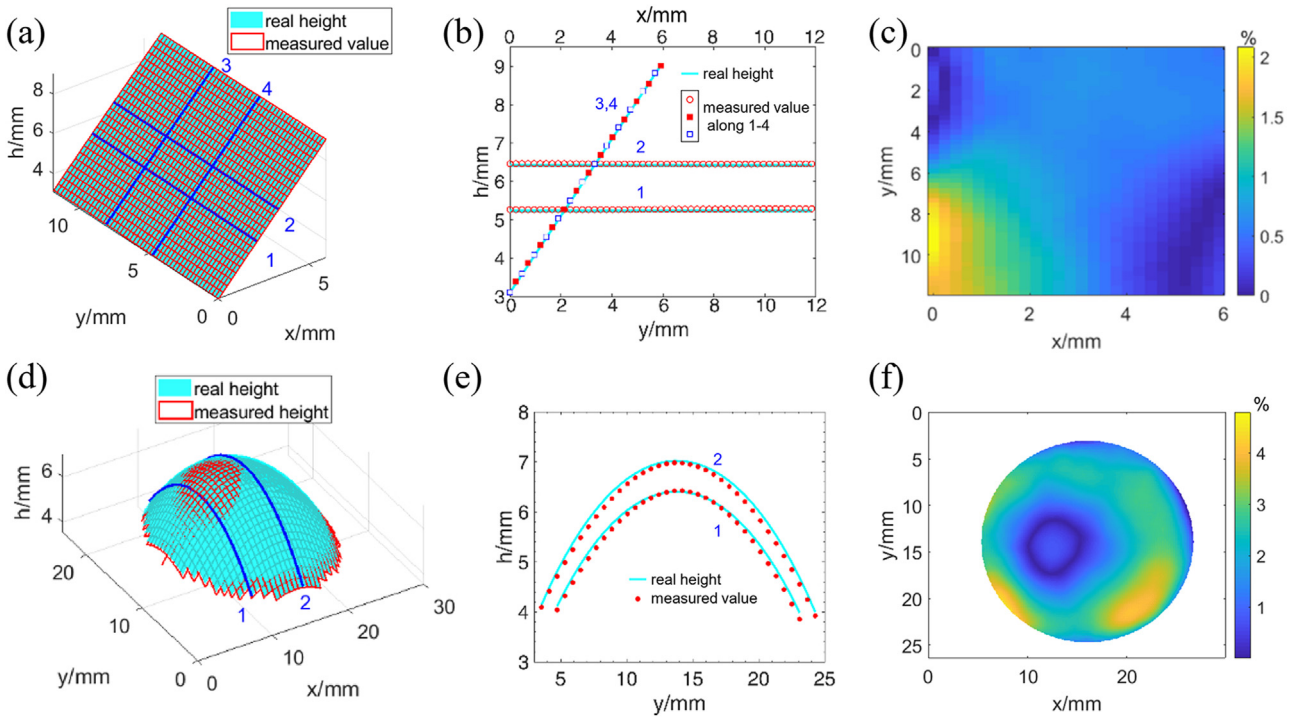 (a)
real height
measured value
3
4
8
6
4
h/mm
10
5
0
y/mm
2
1
5
0
x/mm
(b)
x/mm
0 2 4 6 8 10 12
9
8
7
6
5
4
3
h/mm
real height
measured value
along 1-4
3,4
2
1
0 2 4 6 8 10 12
y/mm
(c)
%
0
2
4
6
8
10
y/mm
0 2 4 6
x/mm
2
1.5
1
0.5
0
(d)
real height
measured height
6
4
h/mm
20
10
0
y/mm
1
2
30
20
10
0
x/mm
(e)
8
7
6
5
4
3
h/mm
2
1
real height
measured value
5 10 15 20 25
y/mm
(f)
%
0
5
10
15
20
25
y/mm
0 10 20
x/mm
4
3
2
1